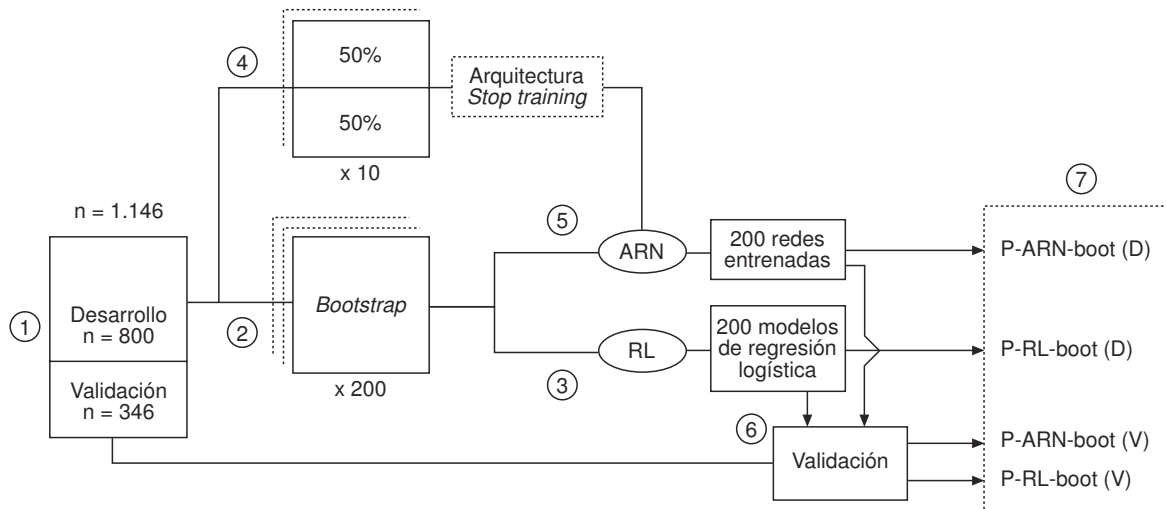 50%
50%
x 10
4
Arquitectura
Stop training
7
n = 1.146
1
Desarrollo
n = 800
Validación
n = 346
2
Bootstrap
x 200
5
ARN
200 redes
entrenadas
P-ARN-boot (D)
3
RL
200 modelos
de regresión
logística
P-RL-boot (D)
6
Validación
P-ARN-boot (V)
P-RL-boot (V)